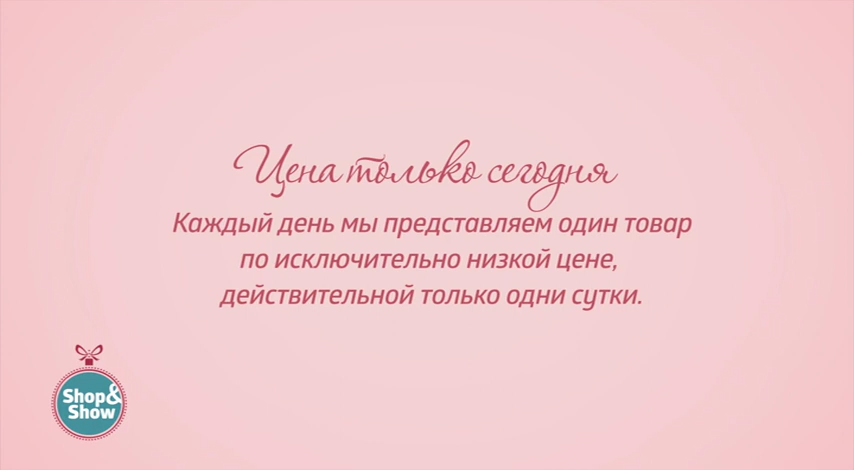 Цена только сегодня
Каждый день мы представляем один товар
по исключительно низкой цене,
действительной только одни сутки.
Shop&
Show